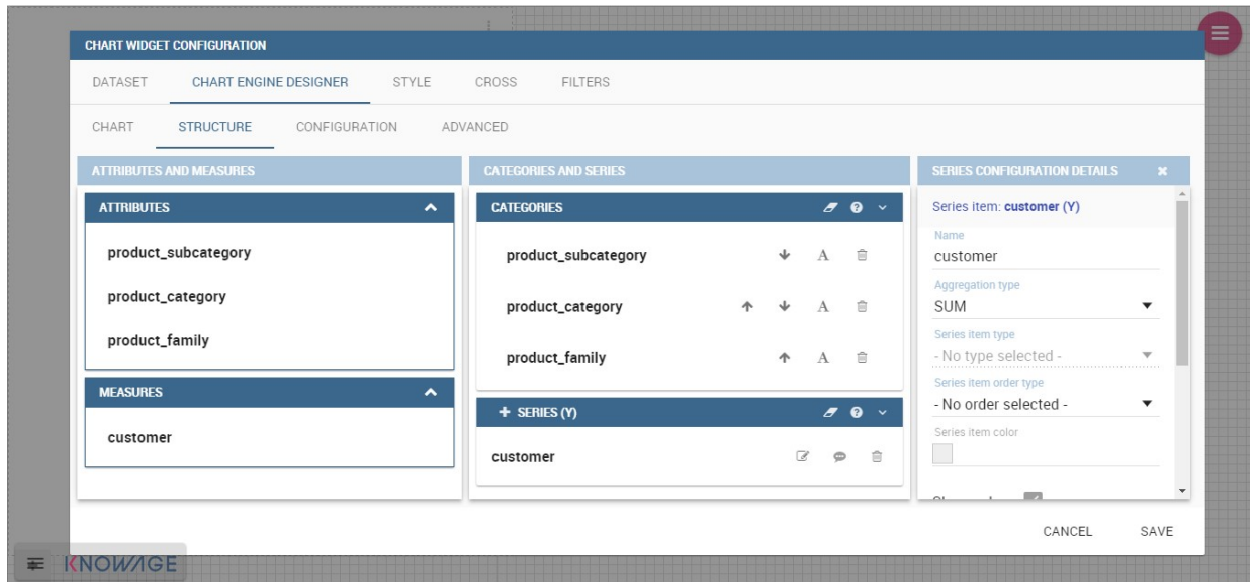 CHART WIDGET CONFIGURATION
DATASET CHART ENGINE DESIGNER STYLE CROSS FILTERS
CHART STRUCTURE CONFIGURATION ADVANCED
ATTRIBUTES AND MEASURES
ATTRIBUTES
product_subcategory
product_category
product_family
MEASURES
customer
CATEGORIES AND SERIES
CATEGORIES
product_subcategory A
product_category A
product_family A
+ SERIES (Y)
customer
SERIES CONFIGURATION DETAILS
Series item: customer (Y)
Name
customer
Aggregation type
SUM
Series item type
- No type selected -
Series item order type
- No order selected -
Series item color
CANCEL SAVE
KNOWAGE